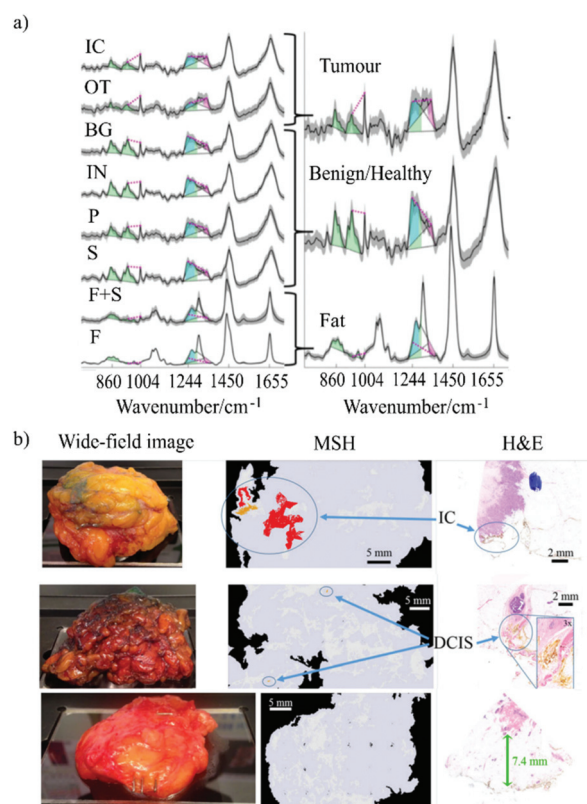 a)
IC
OT
BG
IN
P
S
F+S
F
Tumour
Benign/Healthy
Fat
860 1004 1244 1450 1655
860 1004 1244 1450 1655
Wavenumber/cm-1
Wavenumber/cm-1
b)
Wide-field image
MSH
H&E
IC
5 mm
2 mm
5 mm
2 mm
3x
DCIS
5 mm
7.4 mm